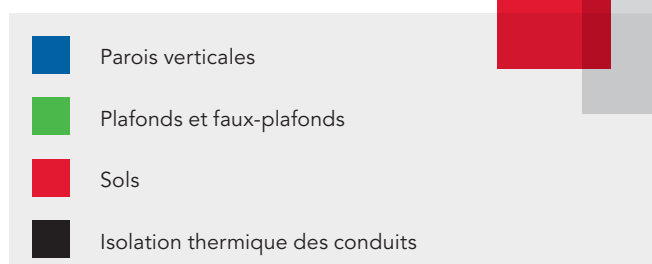 Parois verticales
Plafonds et faux-plafonds
Sols
Isolation thermique des conduits